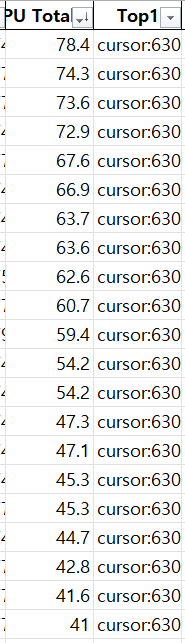 PU Total Top1
78.4 cursor:630
74.3 cursor:630
73.6 cursor:630
72.9 cursor:630
67.6 cursor:630
66.9 cursor:630
63.7 cursor:630
63.6 cursor:630
62.6 cursor:630
60.7 cursor:630
59.4 cursor:630
54.2 cursor:630
54.2 cursor:630
47.3 cursor:630
47.1 cursor:630
45.3 cursor:630
45.3 cursor:630
44.7 cursor:630
42.8 cursor:630
41.6 cursor:630
41 cursor:630